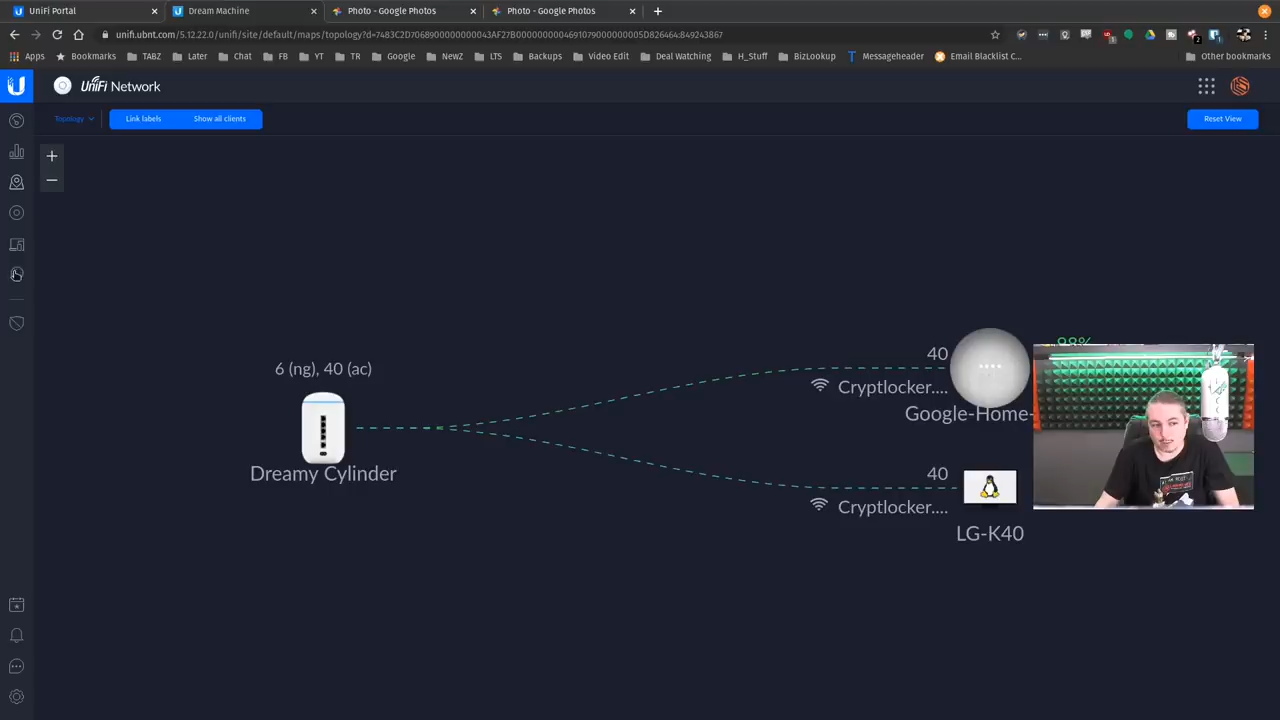 UniFi Portal
Dream Machine
Photo - Google Photos
Photo - Google Photos
unifi.ubnt.com/5.12.22.0/unifi/site/default/maps/topology?d=7483C2D7068900000000043AF27B0000000004691079000000005D826464:849243867
Apps
Bookmarks
TABZ
Later
Chat
FB
YT
TR
Google
NewZ
LTS
Backups
Video Edit
Deal Watching
H_Stuff
BizLookup
Messageheader
Email Blacklist C...
Other bookmarks
UniFi Network
Topology
Link labels
Show all clients
Reset View
6 (ng), 40 (ac)
Dreamy Cylinder
40
98%
Cryptlocker....
Google-Home-
40
Cryptlocker....
LG-K40